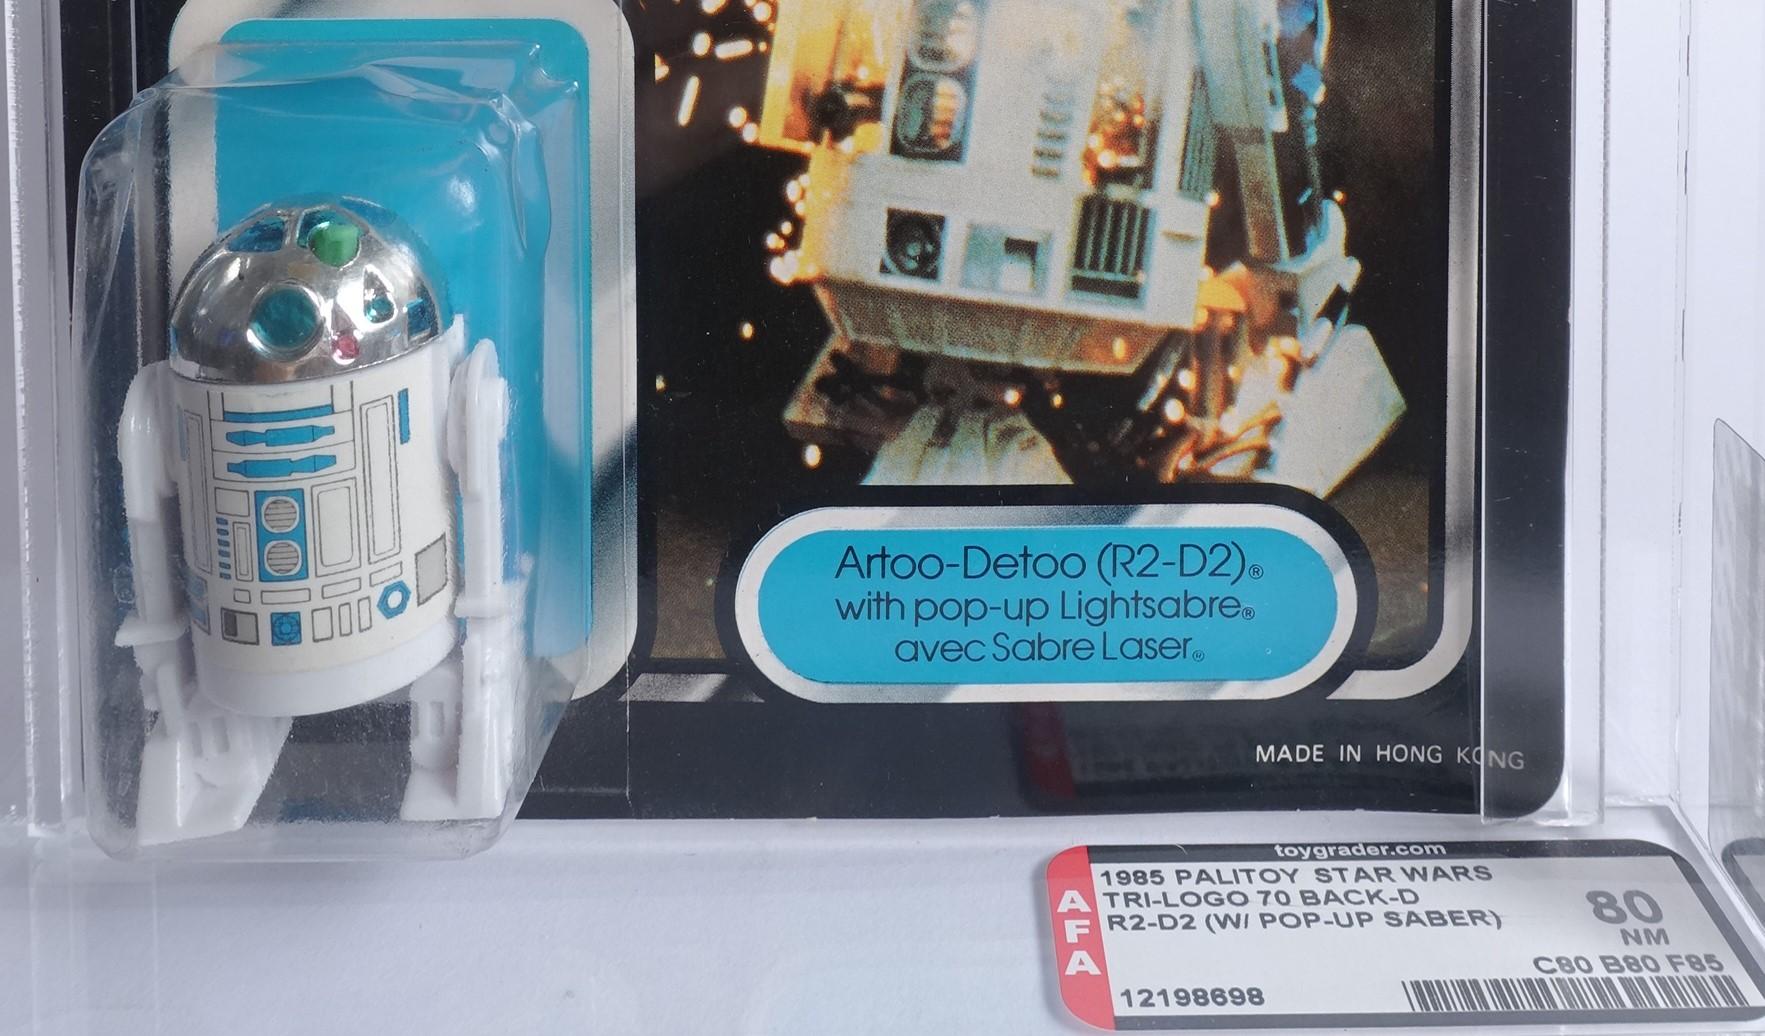 Artoo-Detoo (R2-D2)®
with pop-up Lightsabre®
avec Sabre Laser®
MADE IN HONG KONG
toygrader.com
AFA
1985 PALITOY STAR WARS
TRI-LOGO 70 BACK-D
R2-D2 (W/ POP-UP SABER)
80
NM
C80 B80 F85
12198698